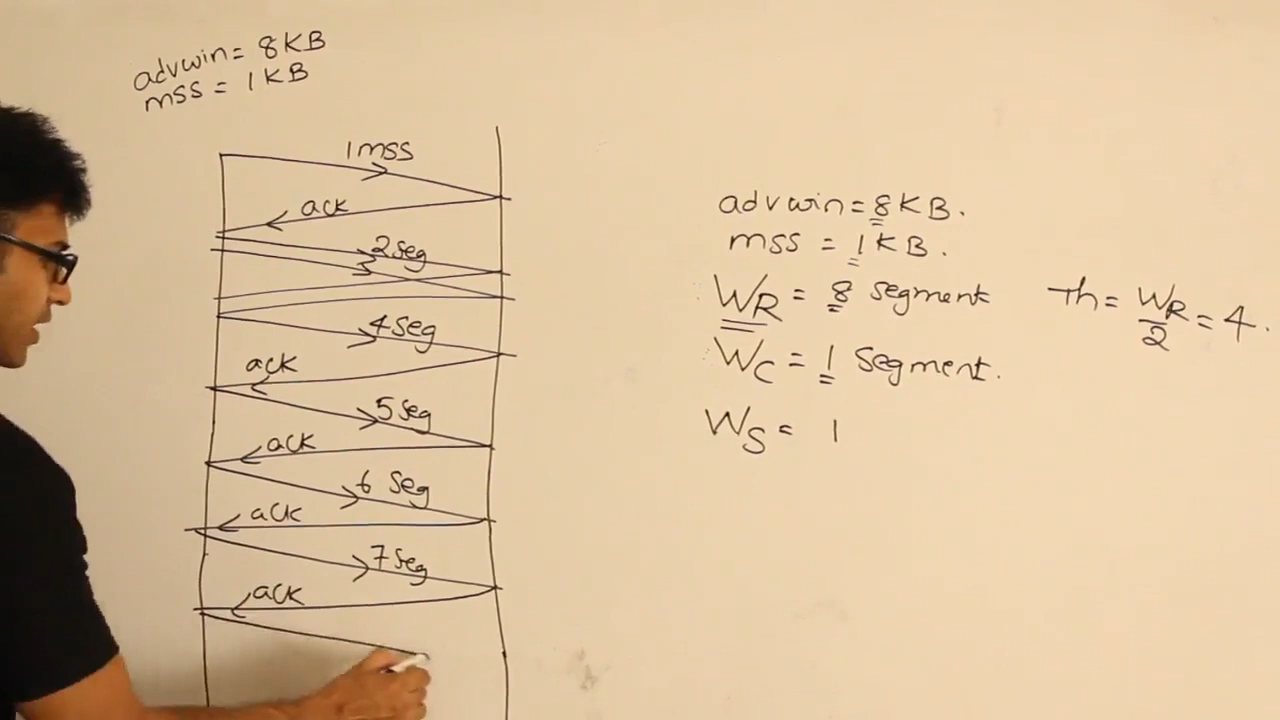 advwin = 8KB
mss = 1KB
1mss
ack
2seg
4seg
ack
5seg
ack
6 seg
ack
7seg
ack
advwin = 8KB.
mss = 1KB.
WR = 8 segment Th = WR/2 = 4.
WC = 1 segment.
WS = 1